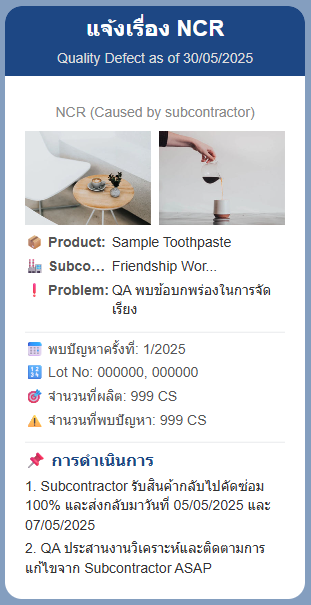 แจ้งเรื่อง NCR
Quality Defect as of 30/05/2025
NCR (Caused by subcontractor)
Product: Sample Toothpaste
Subco... Friendship Wor...
Problem: QA พบข้อบกพร่องในการจัด
เรียง
พบปัญหาครั้งที่: 1/2025
Lot No: 000000, 000000
จำนวนที่ผลิต: 999 CS
จำนวนที่พบปัญหา: 999 CS
การดำเนินการ
1. Subcontractor รับสินค้ากลับไปคัดซ่อม
100% และส่งกลับมาวันที่ 05/05/2025 และ
07/05/2025
2. QA ประสานงานวิเคราะห์และติดตามการ
แก้ไขจาก Subcontractor ASAP